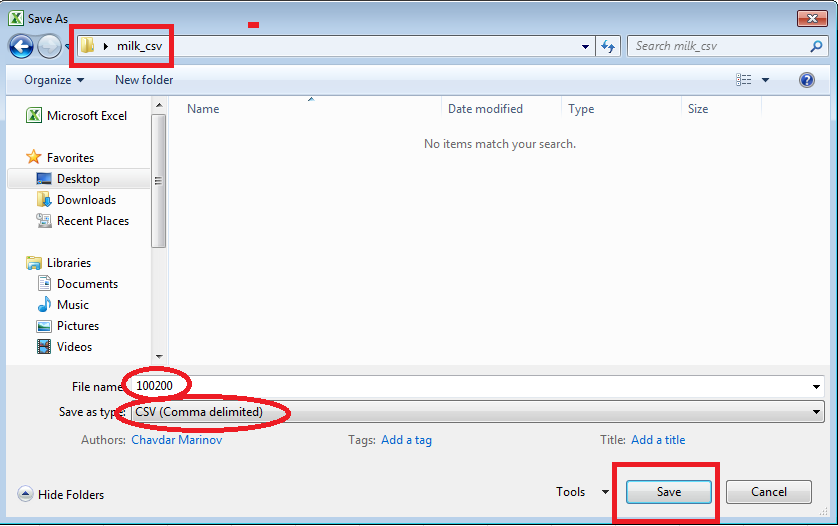 Save As
milk_csv
Search milk_csv
Organize
New folder
Microsoft Excel
Favorites
Desktop
Downloads
Recent Places
Libraries
Documents
Music
Pictures
Videos
Name
Date modified
Type
Size
No items match your search.
File name: 100200
Save as type: CSV (Comma delimited)
Authors: Chavdar Marinov
Tags: Add a tag
Title: Add a title
Hide Folders
Tools
Save
Cancel